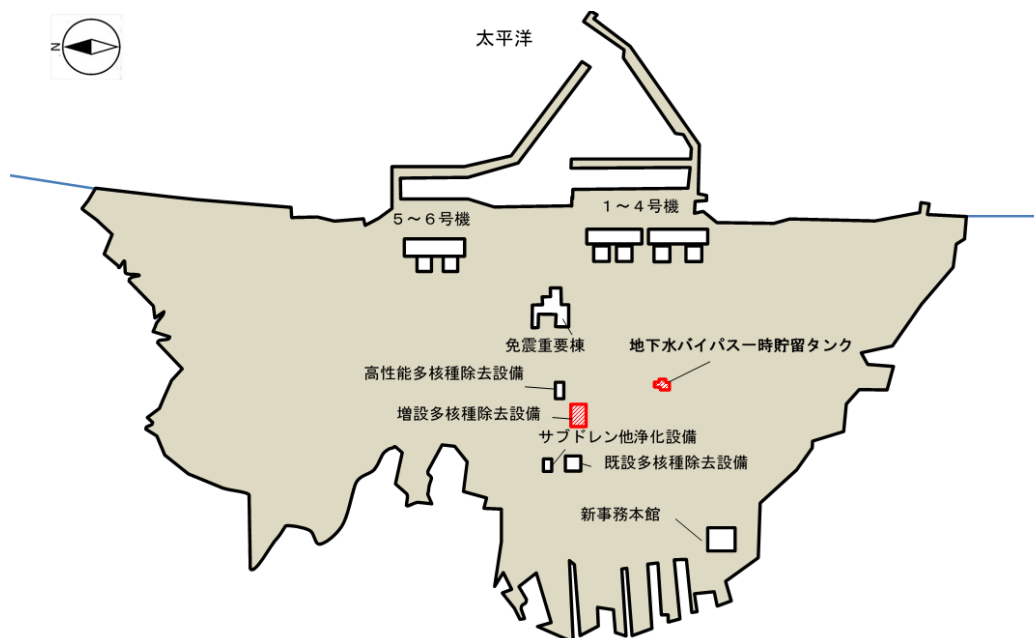 太平洋
N
5～6号機
1～4号機
免震重要棟
地下水バイパス一時貯留タンク
高性能多核種除去設備
増設多核種除去設備
サブドレン他浄化設備
既設多核種除去設備
新事務本館